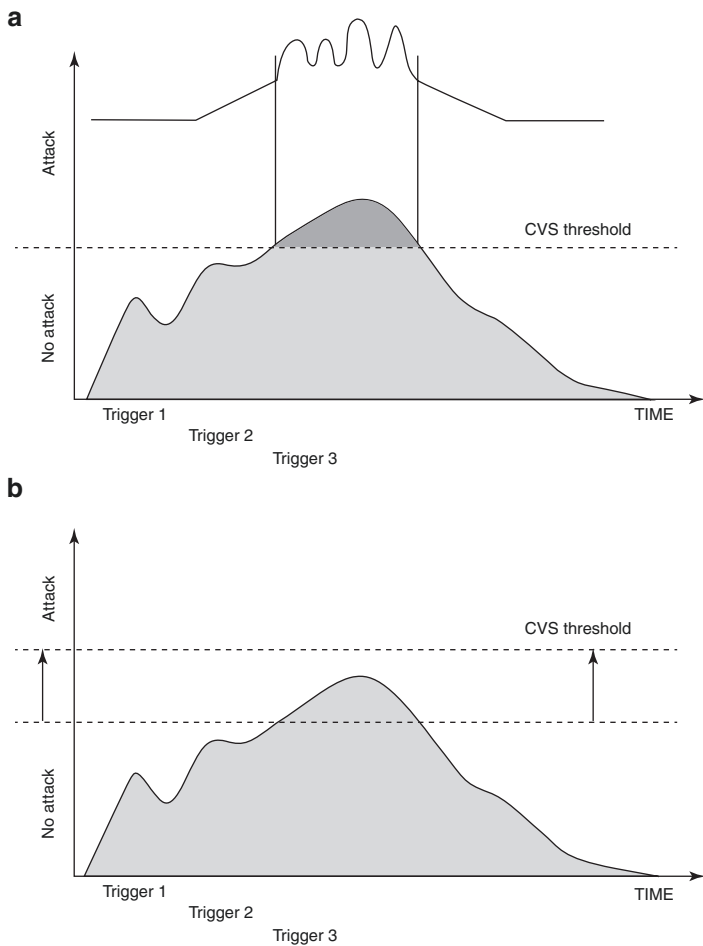 a
Attack
CVS threshold
No attack
Trigger 1
TIME
Trigger 2
Trigger 3
b
Attack
CVS threshold
No attack
Trigger 1
TIME
Trigger 2
Trigger 3